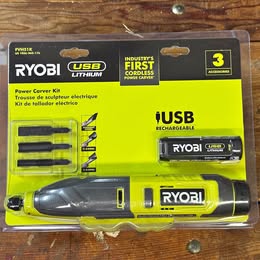 PVH51K
RYOBI
USB
LITHIUM
INDUSTRY'S
FIRST
CORDLESS
POWER CARVER
3
ACCESSORIES
Power Carver Kit
Trousse de sculpteur électrique
Kit de tallador eléctrico
USB
RECHARGEABLE
RYOBI
RYOBI